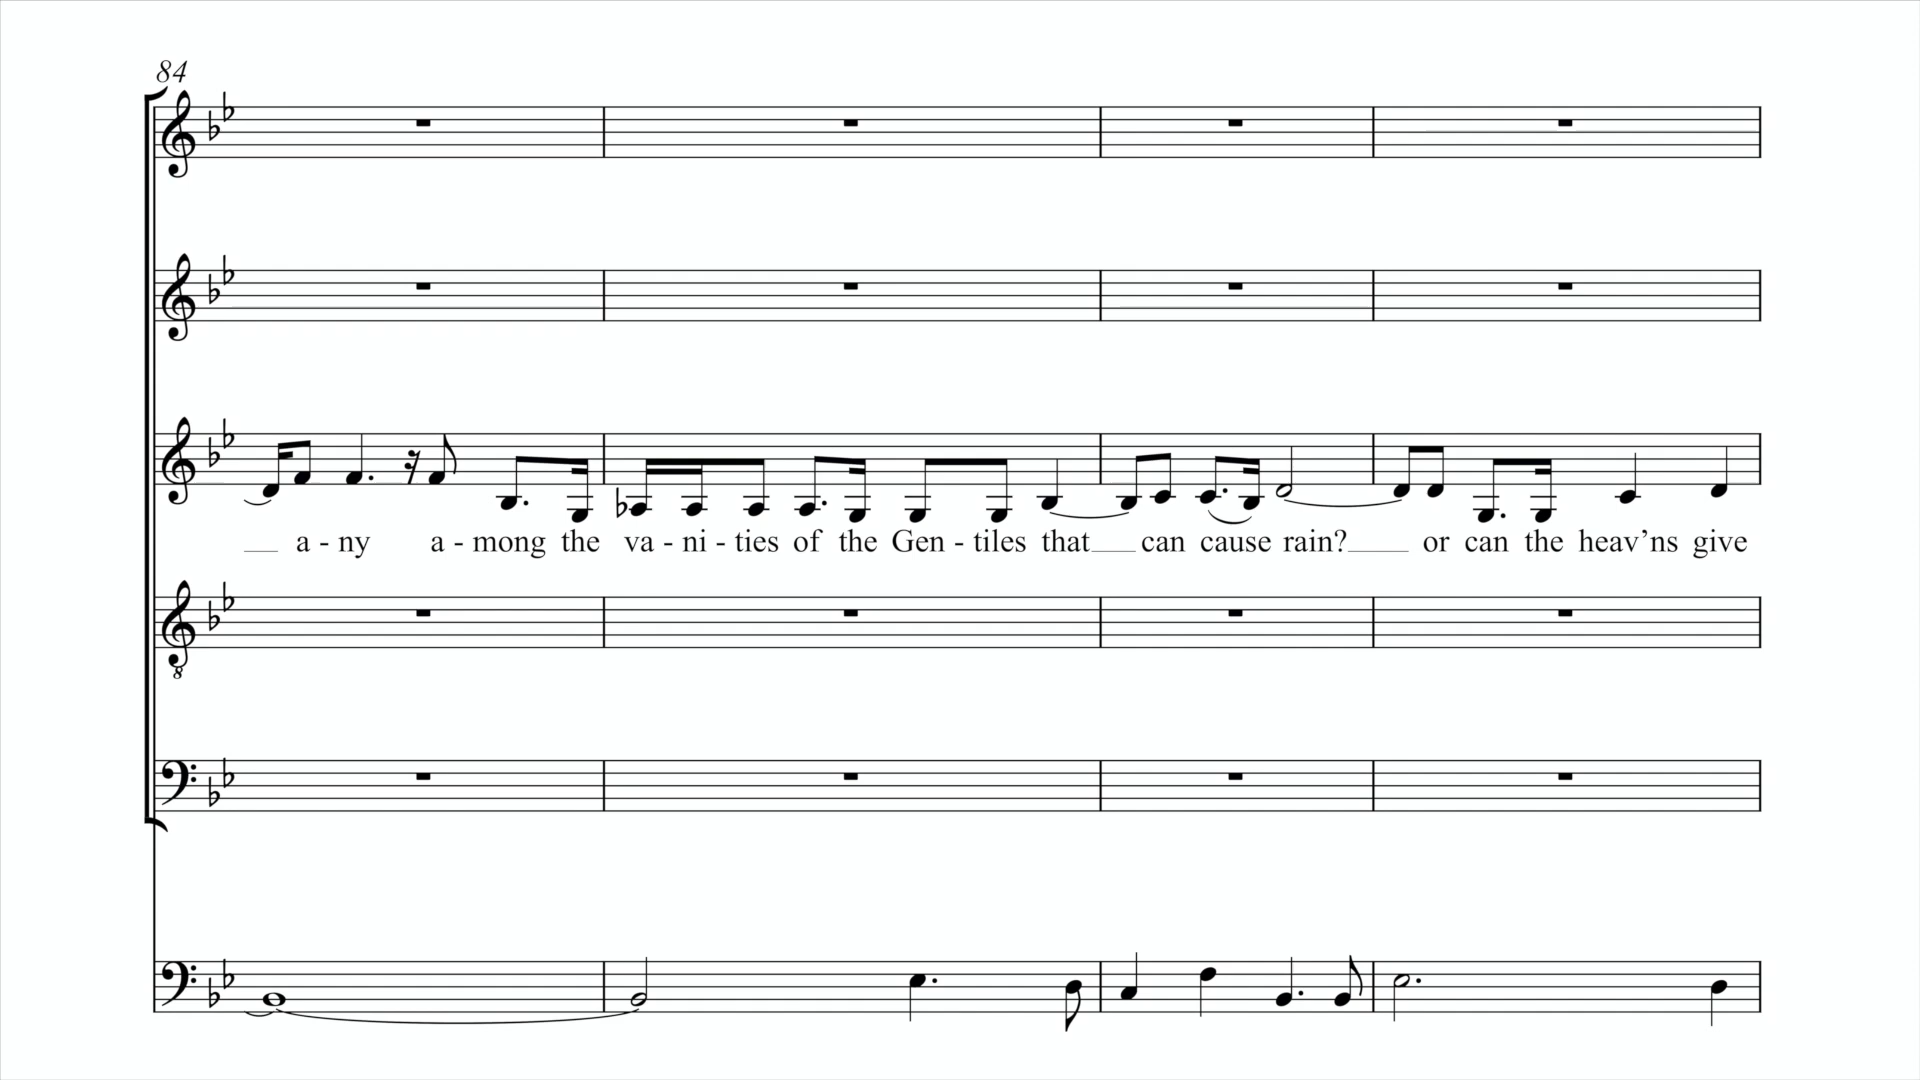 84
a - ny a - mong the va - ni - ties of the Gen - tiles that can cause rain? or can the heav’ns give
8